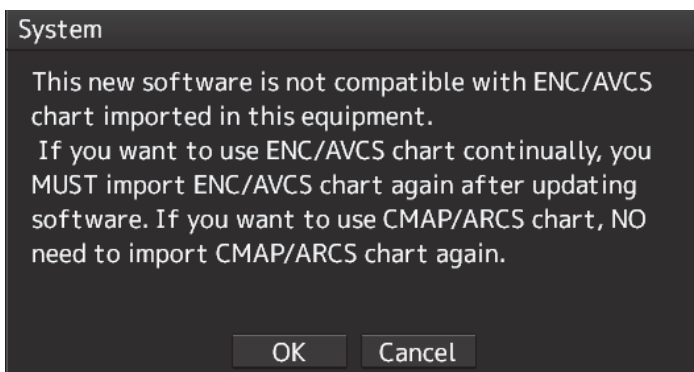 System
This new software is not compatible with ENC/AVCS
chart imported in this equipment.
If you want to use ENC/AVCS chart continually, you
MUST import ENC/AVCS chart again after updating
software. If you want to use CMAP/ARCS chart, NO
need to import CMAP/ARCS chart again.
OK Cancel